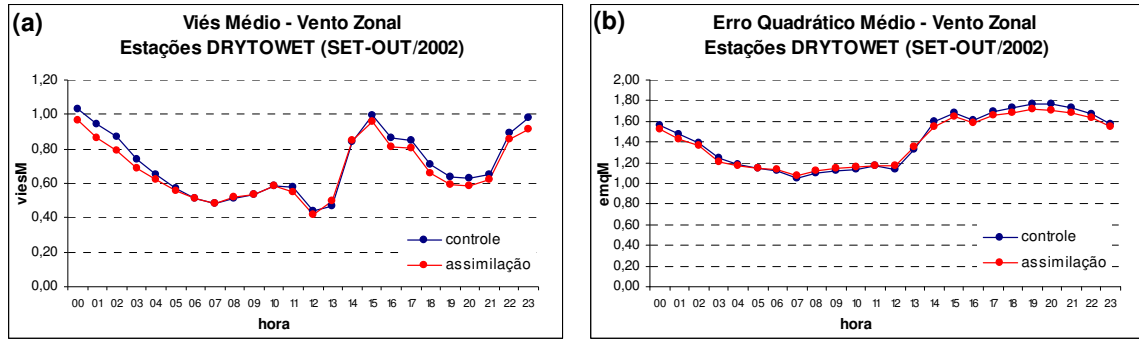 (a)
Viés Médio - Vento Zonal
Estações DRYTOWET (SET-OUT/2002)
1,20
1,00
0,80
0,60
0,40
0,20
0,00
viesM
controle
assimilação
00 01 02 03 04 05 06 07 08 09 10 11 12 13 14 15 16 17 18 19 20 21 22 23
hora
(b)
Erro Quadrático Médio - Vento Zonal
Estações DRYTOWET (SET-OUT/2002)
2,00
1,80
1,60
1,40
1,20
1,00
0,80
0,60
0,40
0,20
0,00
emqM
controle
assimilação
00 01 02 03 04 05 06 07 08 09 10 11 12 13 14 15 16 17 18 19 20 21 22 23
hora